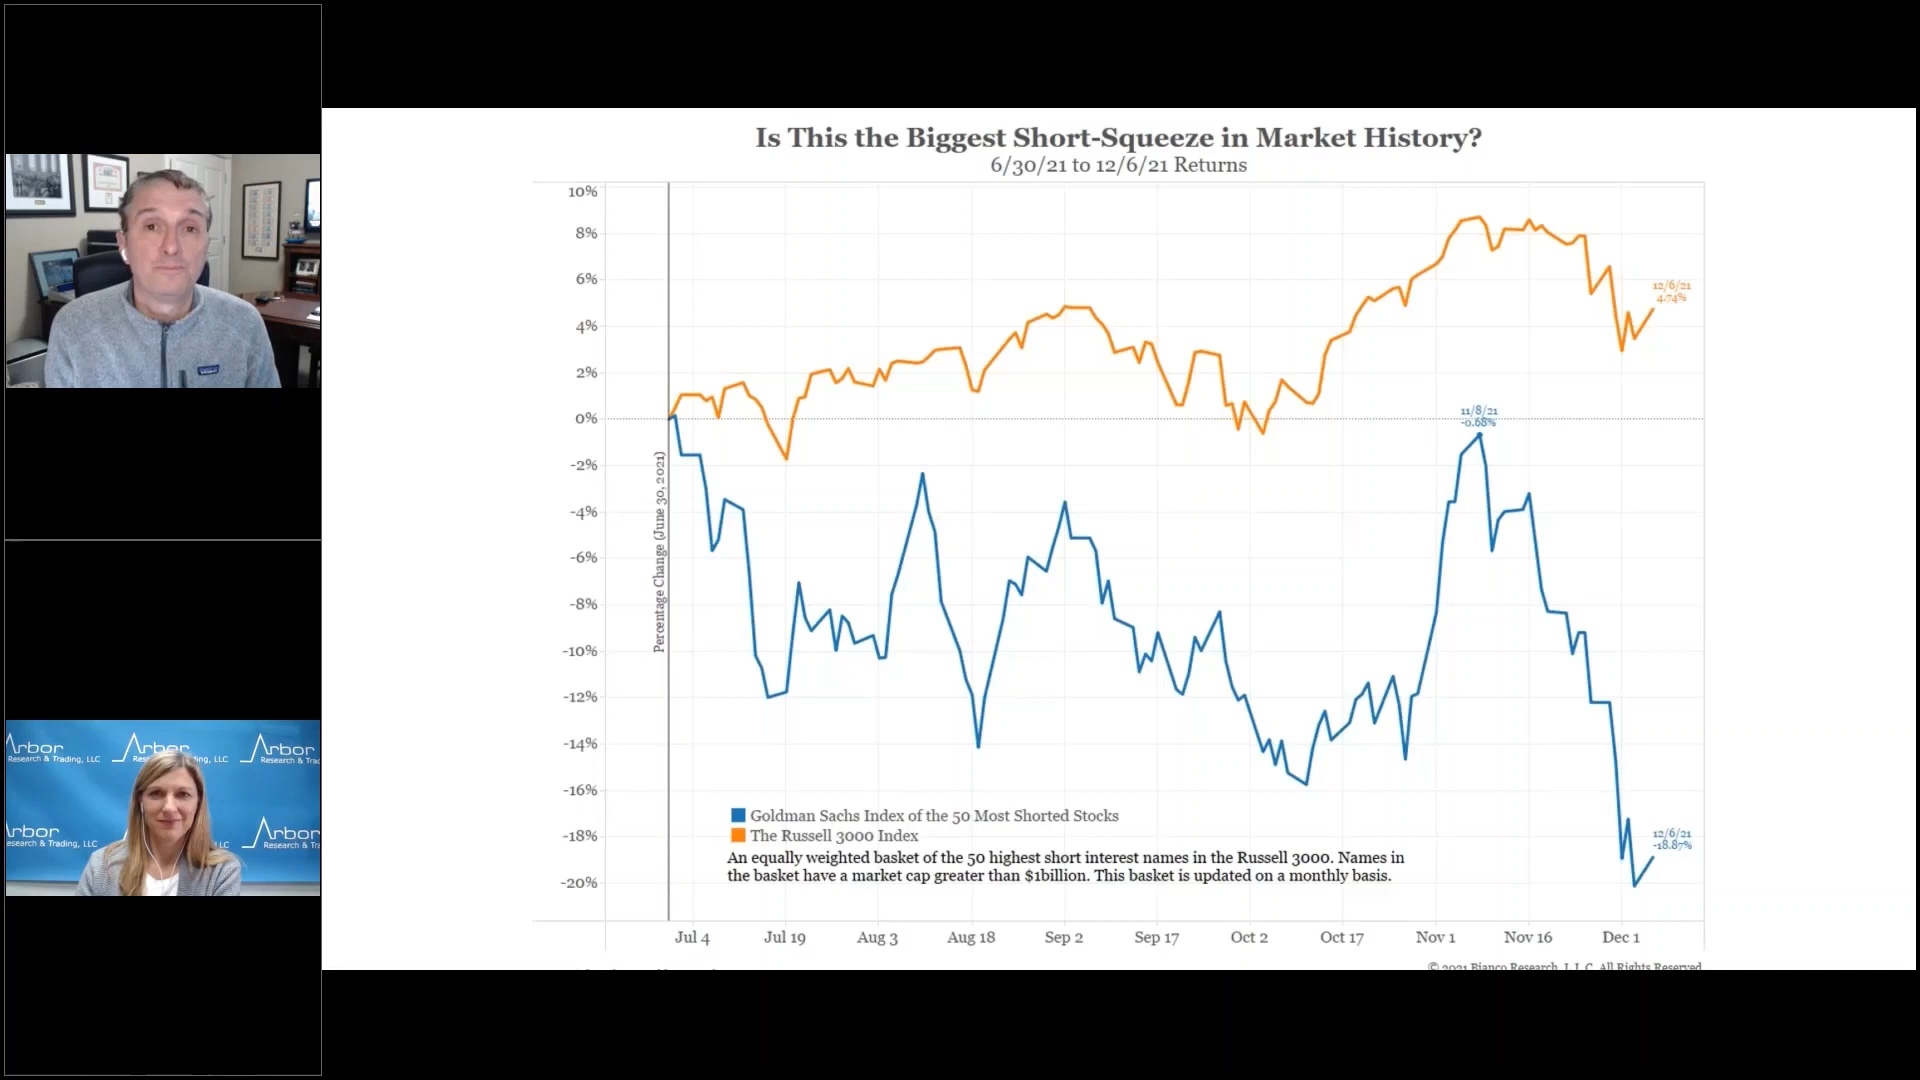 Is This the Biggest Short-Squeeze in Market History?
6/30/21 to 12/6/21 Returns
10%
8%
6%
4%
2%
0%
-2%
-4%
-6%
-8%
-10%
-12%
-14%
-16%
-18%
-20%
Percentage Change (June 30, 2021)
12/6/21
4.74%
11/8/21
-0.68%
12/6/21
-18.87%
Goldman Sachs Index of the 50 Most Shorted Stocks
The Russell 3000 Index
An equally weighted basket of the 50 highest short interest names in the Russell 3000. Names in
the basket have a market cap greater than $1billion. This basket is updated on a monthly basis.
Jul 4 Jul 19 Aug 3 Aug 18 Sep 2 Sep 17 Oct 2 Oct 17 Nov 1 Nov 16 Dec 1
© 2021 Bianco Research, L.L.C. All Rights Reserved
Arbor Arbor Arbor
Research & Trading, LLC
Arbor Arbor